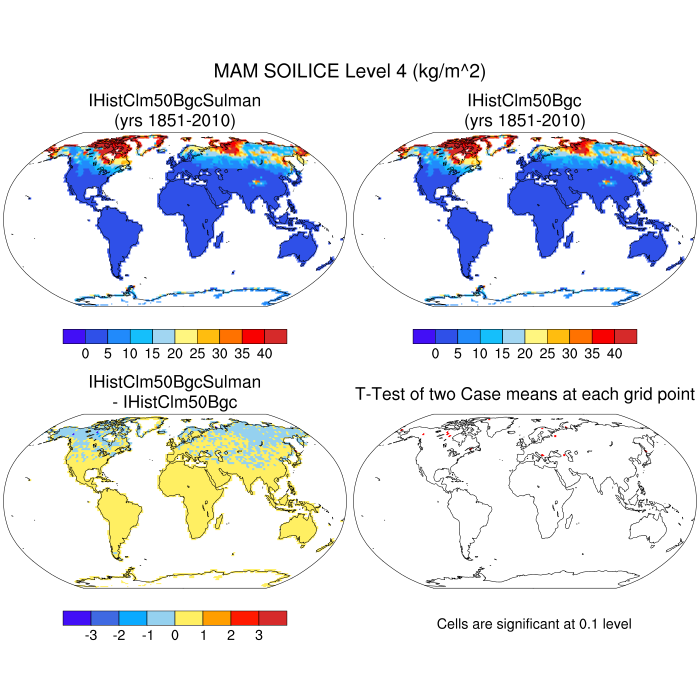 MAM SOILICE Level 4 (kg/m^2)
IHistClm50BgcSulman
(yrs 1851-2010)
IHistClm50Bgc
(yrs 1851-2010)
0 5 10 15 20 25 30 35 40
0 5 10 15 20 25 30 35 40
IHistClm50BgcSulman
- IHistClm50Bgc
T-Test of two Case means at each grid point
-3 -2 -1 0 1 2 3
Cells are significant at 0.1 level